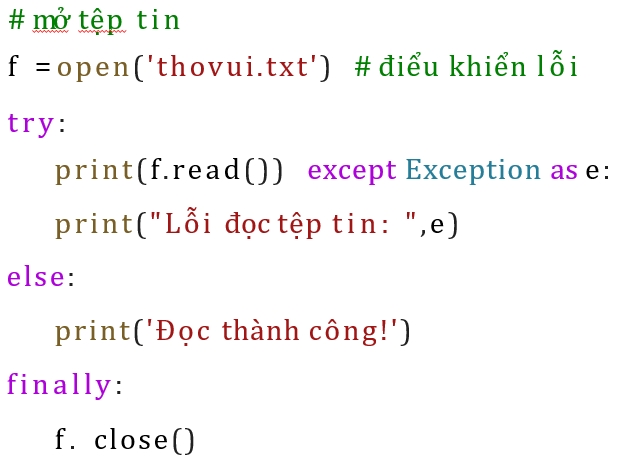 # mở tệp tin
f =open('thovui.txt') # điểu khiển lỗi
try:
print(f.read()) except Exception as e:
print("Lỗi đọc tệp tin: ",e)
else:
print('Đọc thành công!')
finally:
f. close()